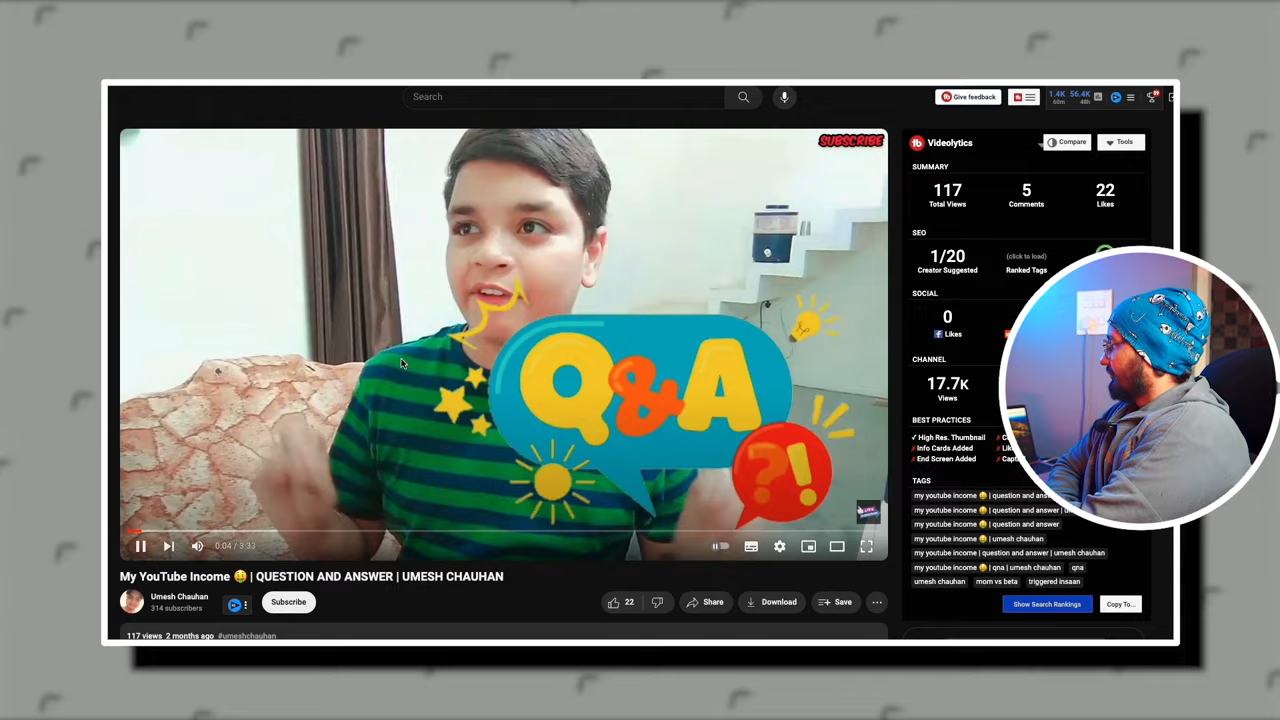 Search
Give feedback
1.4K 56.4K
60m 48h
SUBSCRIBE
Q&A
?!
0:04 / 3:33
My YouTube Income 🤑 | QUESTION AND ANSWER | UMESH CHAUHAN
Umesh Chauhan
314 subscribers
Subscribe
22
Share
Download
Save
117 views 2 months ago #umeshchauhan
Videolytics
Compare
Tools
SUMMARY
117 5 22
Total Views Comments Likes
SEO
1/20 (click to load)
Creator Suggested Ranked Tags
SOCIAL
0
Likes
CHANNEL
17.7K
Views
BEST PRACTICES
✓ High Res. Thumbnail
✗ Info Cards Added
✗ End Screen Added
TAGS
my youtube income 🤑 | question and
my youtube income 🤑 | question and answer |
my youtube income 🤑 | question and answer
my youtube income 🤑 | umesh chauhan
my youtube income | question and answer | umesh chauhan
my youtube income 🤑 | qna | umesh chauhan qna
umesh chauhan mom vs beta triggered insaan
Show Search Rankings
Copy To...